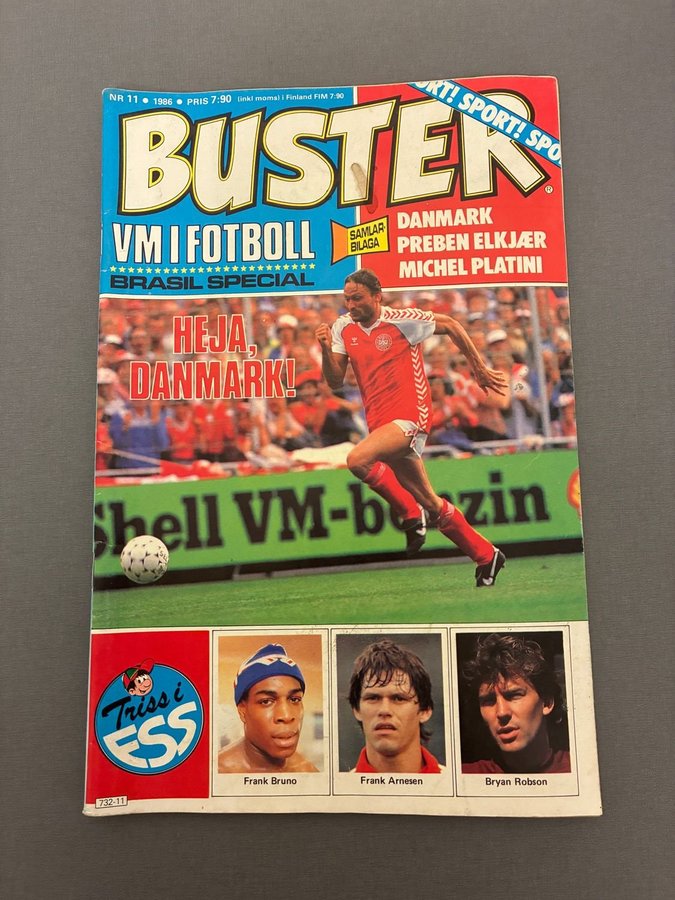 NR 11 • 1986 • PRIS 7:90 (inkl moms) i Finland FIM 7:90
ORT! SPORT! SPO
BUSTER
VM I FOTBOLL
BRASIL SPECIAL
SAMLAR-
BILAGA
DANMARK
PREBEN ELKJÆR
MICHEL PLATINI
HEJA,
DANMARK!
Shell VM-benzin
Triss i
ESS
Frank Bruno
Frank Arnesen
Bryan Robson
732-11